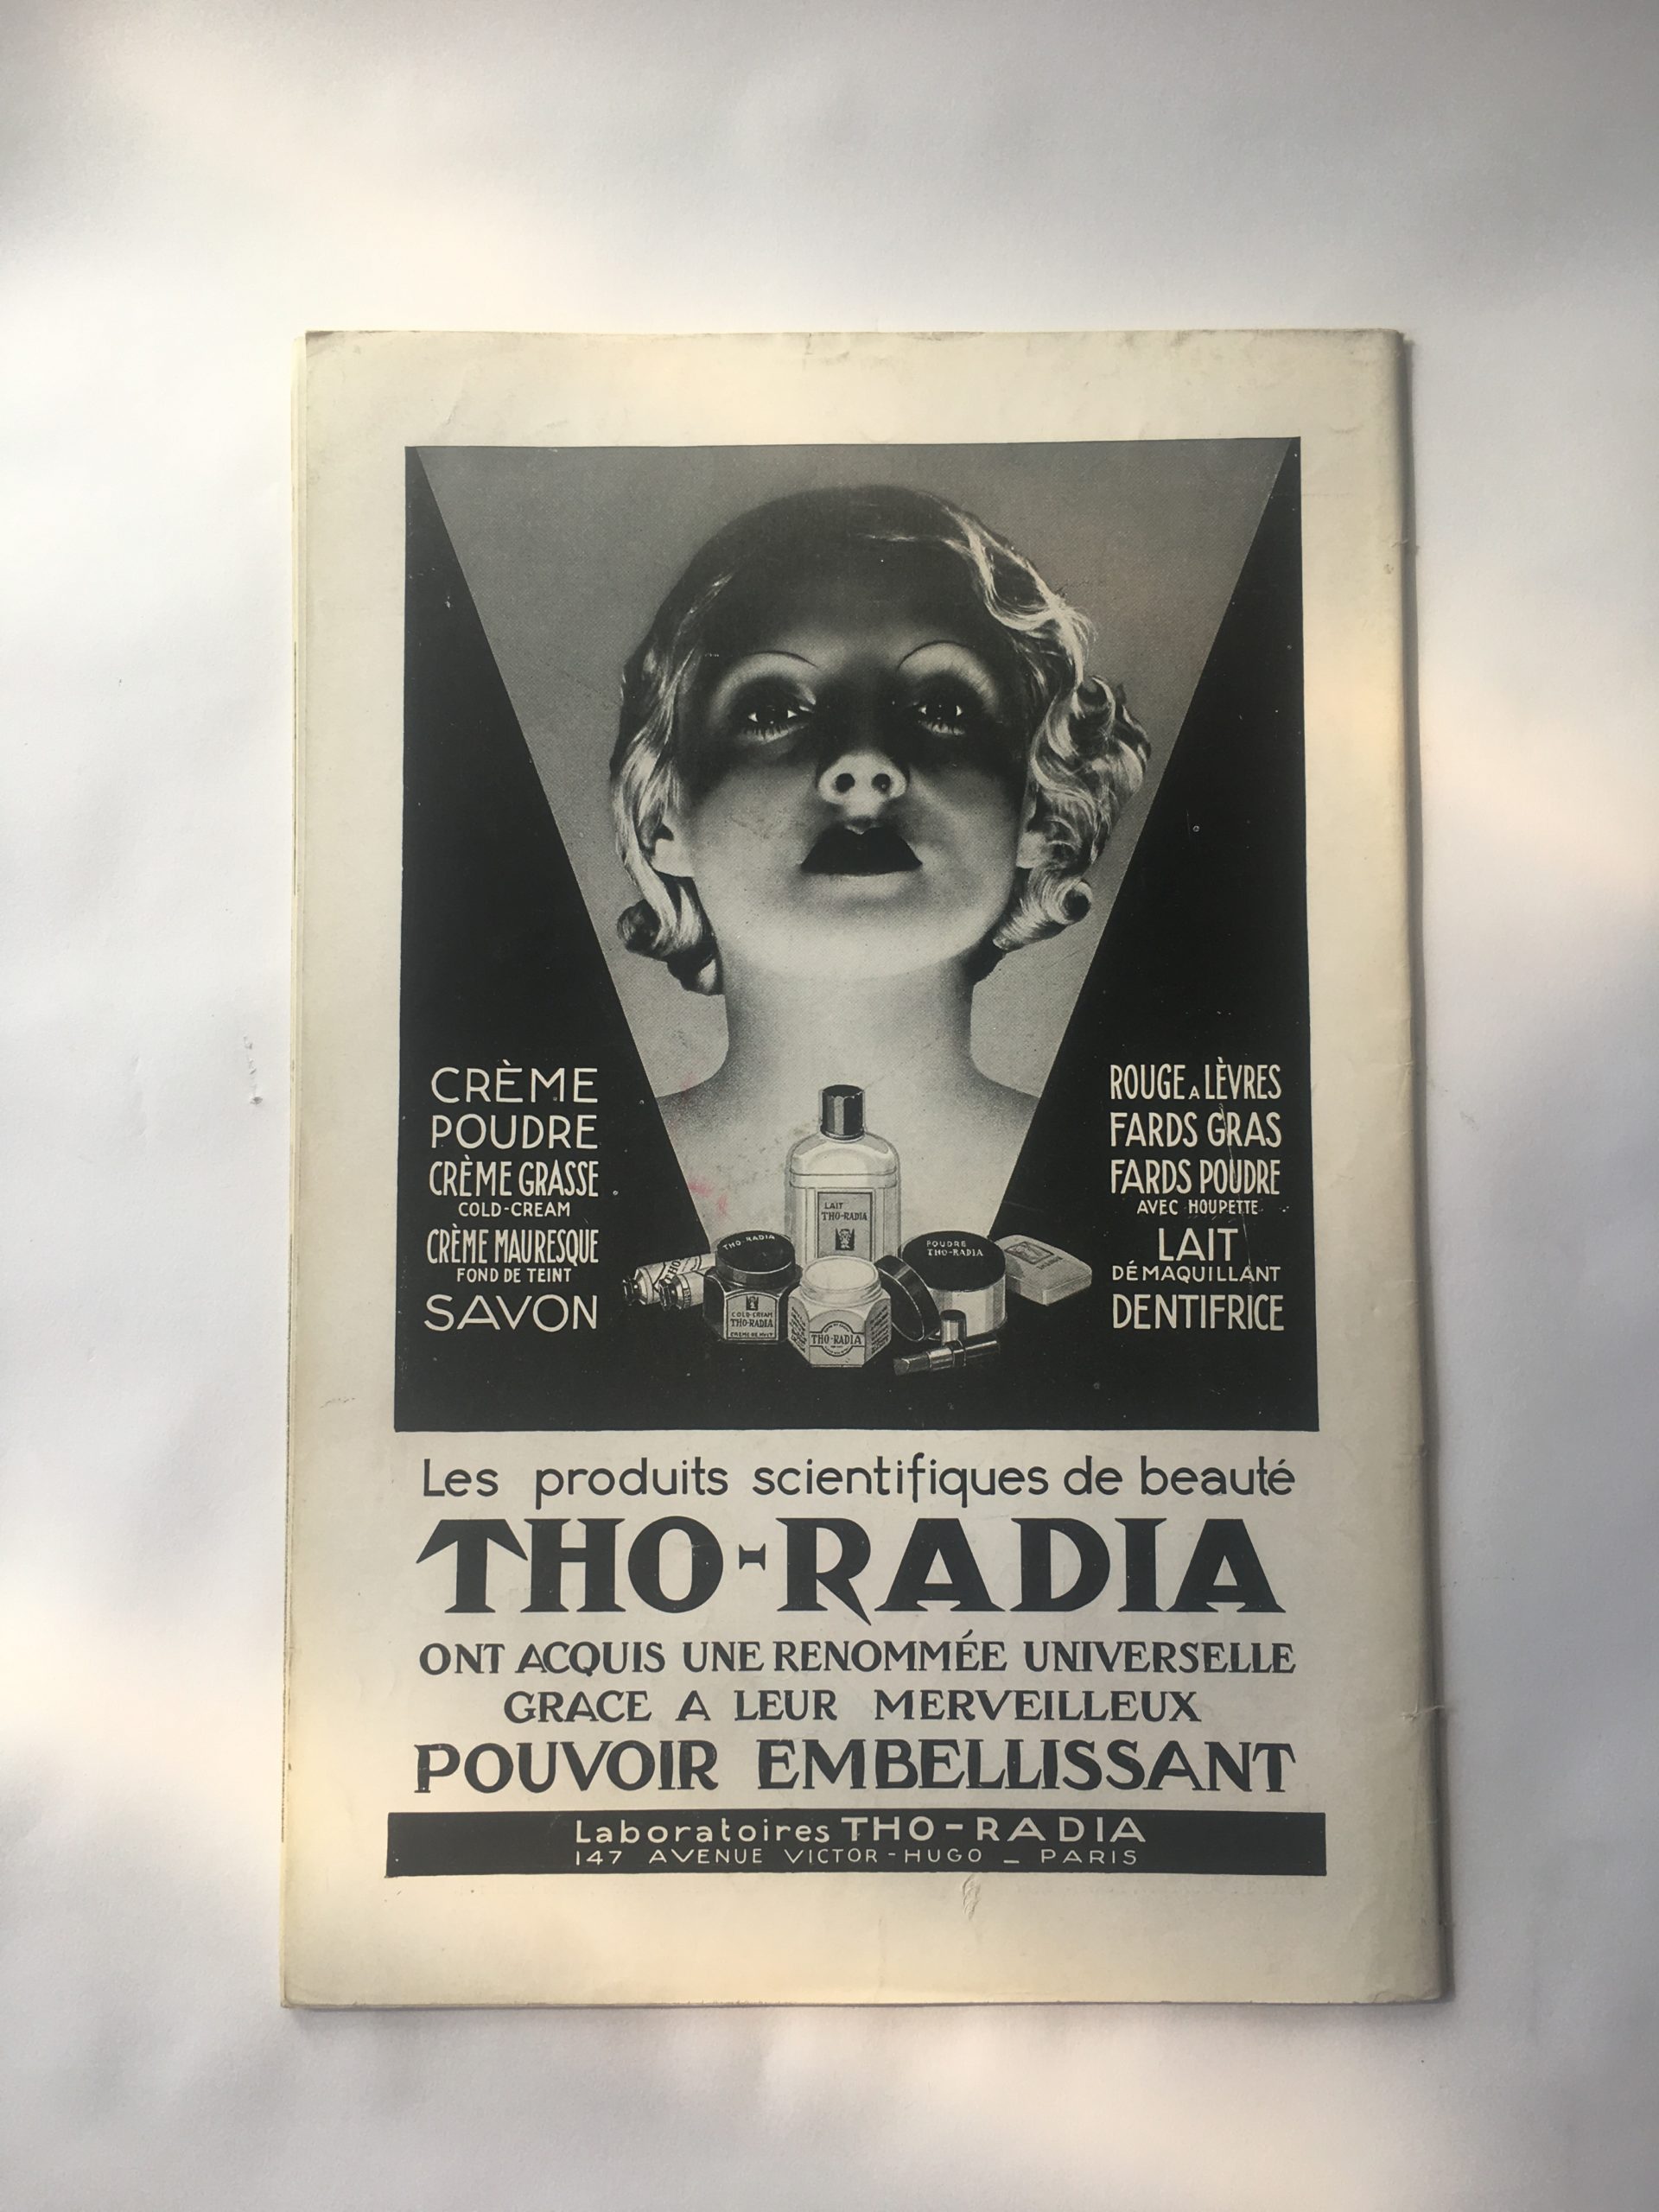 CRÈME
POUDRE
CRÈME GRASSE
COLD-CREAM
CRÈME MAURESQUE
FOND DE TEINT
SAVON
ROUGE A LÈVRES
FARDS GRAS
FARDS POUDRE
AVEC HOUPETTE
LAIT
DÉMAQUILLANT
DENTIFRICE
LAIT
THO-RADIA
THO-RADIA
COLD-CREAM
THO-RADIA
CREME DE NUIT
THO-RADIA
POUDRE
THO-RADIA
Les produits scientifiques de beauté
THO-RADIA
ONT ACQUIS UNE RENOMMÉE UNIVERSELLE
GRACE A LEUR MERVEILLEUX
POUVOIR EMBELLISSANT
Laboratoires THO-RADIA
147 AVENUE VICTOR-HUGO _ PARIS